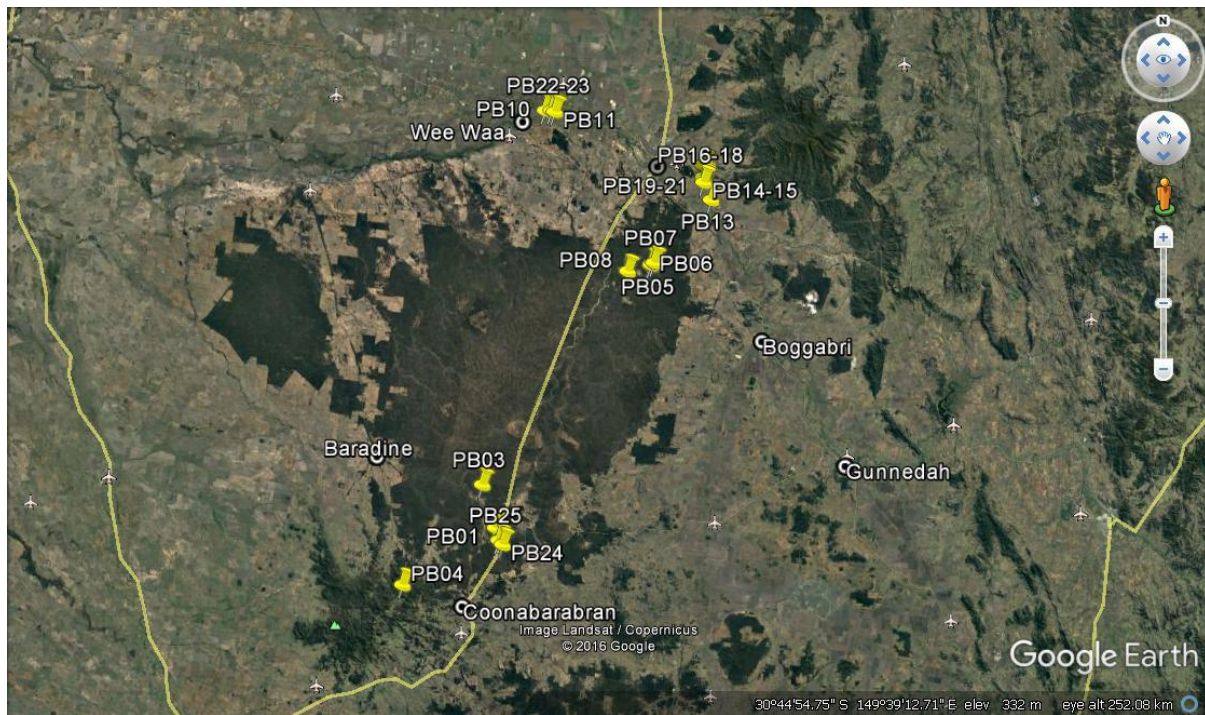 N
PB22-23
PB10
PB11
Wee Waa
PB16-18
PB19-21
PB14-15
PB13
PB07
PB08
PB06
PB05
Boggabri
Baradine
PB03
Gunnedah
PB25
PB01
PB24
PB04
Coonabarabran
Image Landsat / Copernicus
© 2016 Google
Google Earth
30°44'54.75" S 149°39'12.71" E elev 332 m eye alt 252.08 km